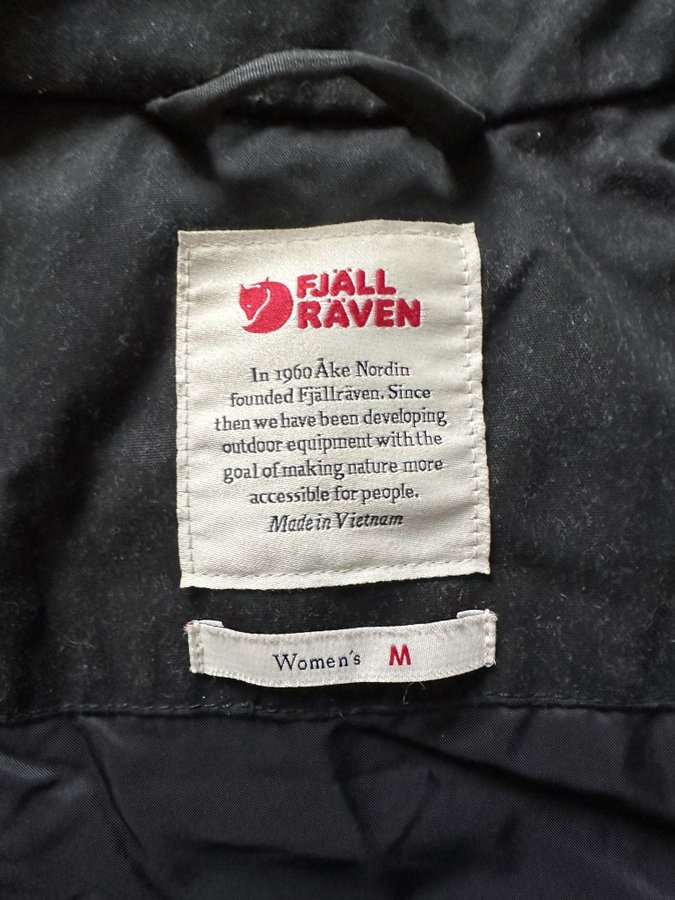 FJÄLL
RÄVEN
In 1960 Åke Nordin
founded Fjällräven. Since
then we have been developing
outdoor equipment with the
goal of making nature more
accessible for people.
Made in Vietnam
Women's M